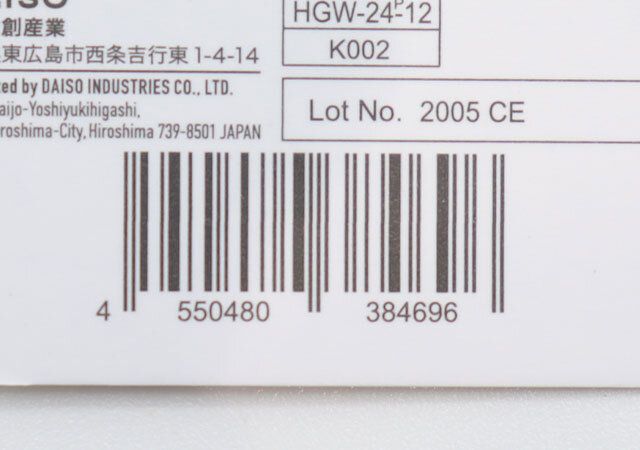 創産業
東広島市西条吉行東1-4-14
ted by DAISO INDUSTRIES CO., LTD.
aijo-Yoshiyukihigashi,
roshima-City, Hiroshima 739-8501 JAPAN
HGW-24-P-12
K002
Lot No. 2005 CE
4 550480 384696